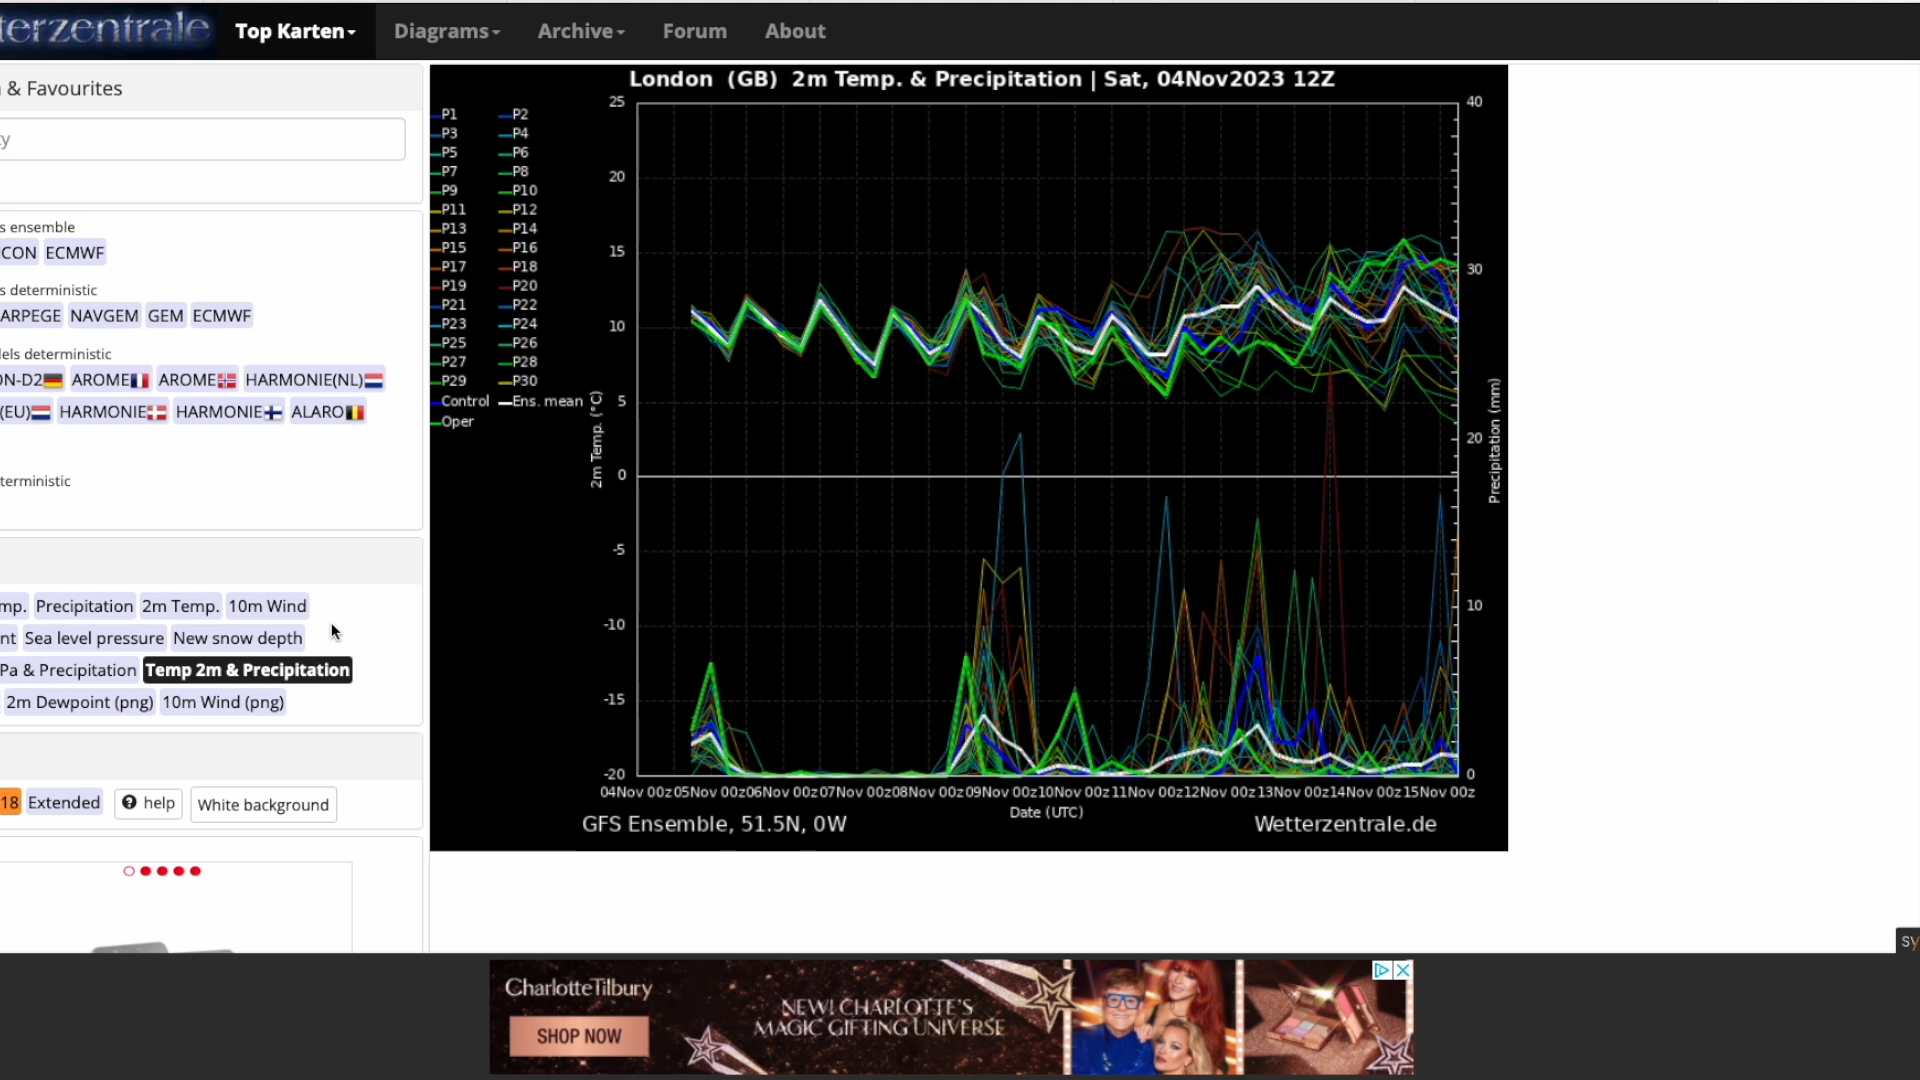 terzentrale Top Karten Diagrams Archive Forum About
& Favourites
y
s ensemble
CON ECMWF
s deterministic
ARPEGE NAVGEM GEM ECMWF
els deterministic
N-D2 AROME AROME HARMONIE(NL)
(EU) HARMONIE HARMONIE ALARO
terministic
mp. Precipitation 2m Temp. 10m Wind
nt Sea level pressure New snow depth
Pa & Precipitation Temp 2m & Precipitation
2m Dewpoint (png) 10m Wind (png)
18 Extended help White background
London (GB) 2m Temp. & Precipitation | Sat, 04Nov2023 12Z
P1 P2
P3 P4
P5 P6
P7 P8
P9 P10
P11 P12
P13 P14
P15 P16
P17 P18
P19 P20
P21 P22
P23 P24
P25 P26
P27 P28
P29 P30
Control Ens. mean
Oper
2m Temp. (°C)
25
20
15
10
5
0
-5
-10
-15
-20
40
30
20
10
0
Precipitation (mm)
04Nov 00z 05Nov 00z 06Nov 00z 07Nov 00z 08Nov 00z 09Nov 00z 10Nov 00z 11Nov 00z 12Nov 00z 13Nov 00z 14Nov 00z 15Nov 00z
Date (UTC)
GFS Ensemble, 51.5N, 0W Wetterzentrale.de
sy
CharlotteTilbury
SHOP NOW
NEW! CHARLOTTE'S
MAGIC GIFTING UNIVERSE